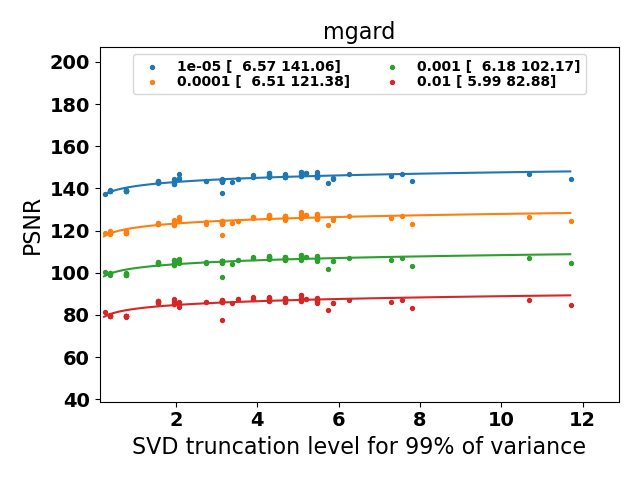 mgard
1e-05 [  6.57 141.06]
0.0001 [  6.51 121.38]
0.001 [  6.18 102.17]
0.01 [ 5.99 82.88]
200
180
160
140
120
100
80
60
40
PSNR
2 4 6 8 10 12
SVD truncation level for 99% of variance